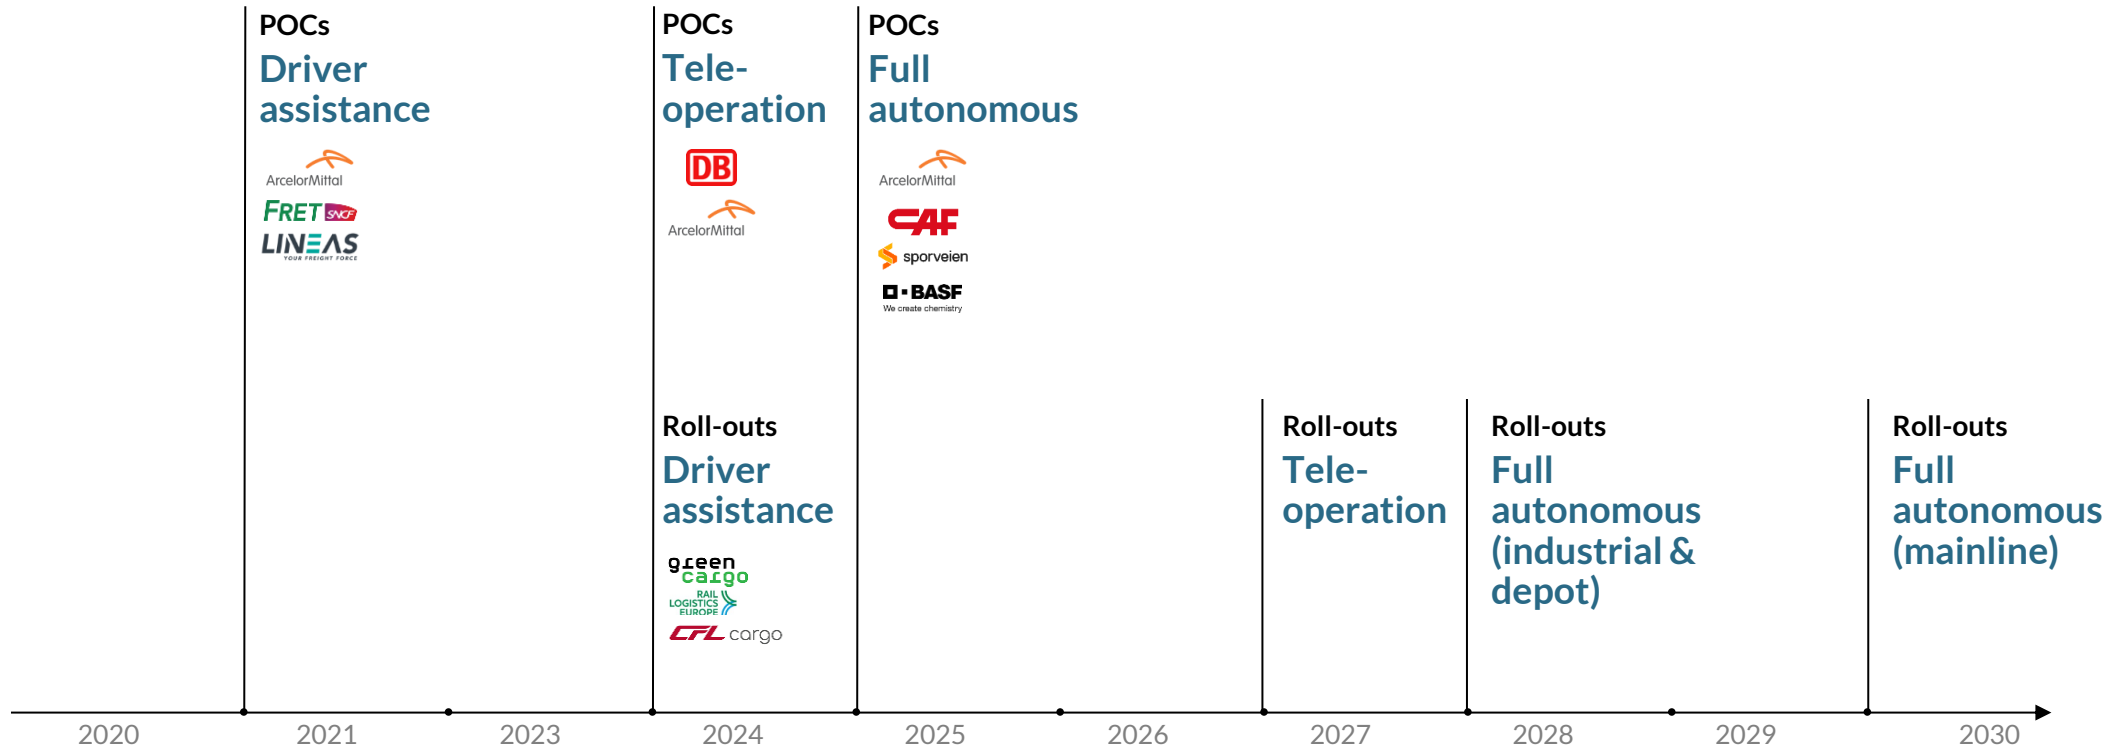 POCs
Driver
assistance
ArcelorMittal
FRET SNCF
LINEAS
YOUR FREIGHT FORCE
POCs
Tele-
operation
DB
ArcelorMittal
POCs
Full
autonomous
ArcelorMittal
CAF
sporveien
BASF
We create chemistry
Roll-outs
Driver
assistance
green
cargo
RAIL
LOGISTICS
EUROPE
CFL cargo
Roll-outs
Tele-
operation
Roll-outs
Full
autonomous
(industrial &
depot)
Roll-outs
Full
autonomous
(mainline)
2020 2021 2023 2024 2025 2026 2027 2028 2029 2030